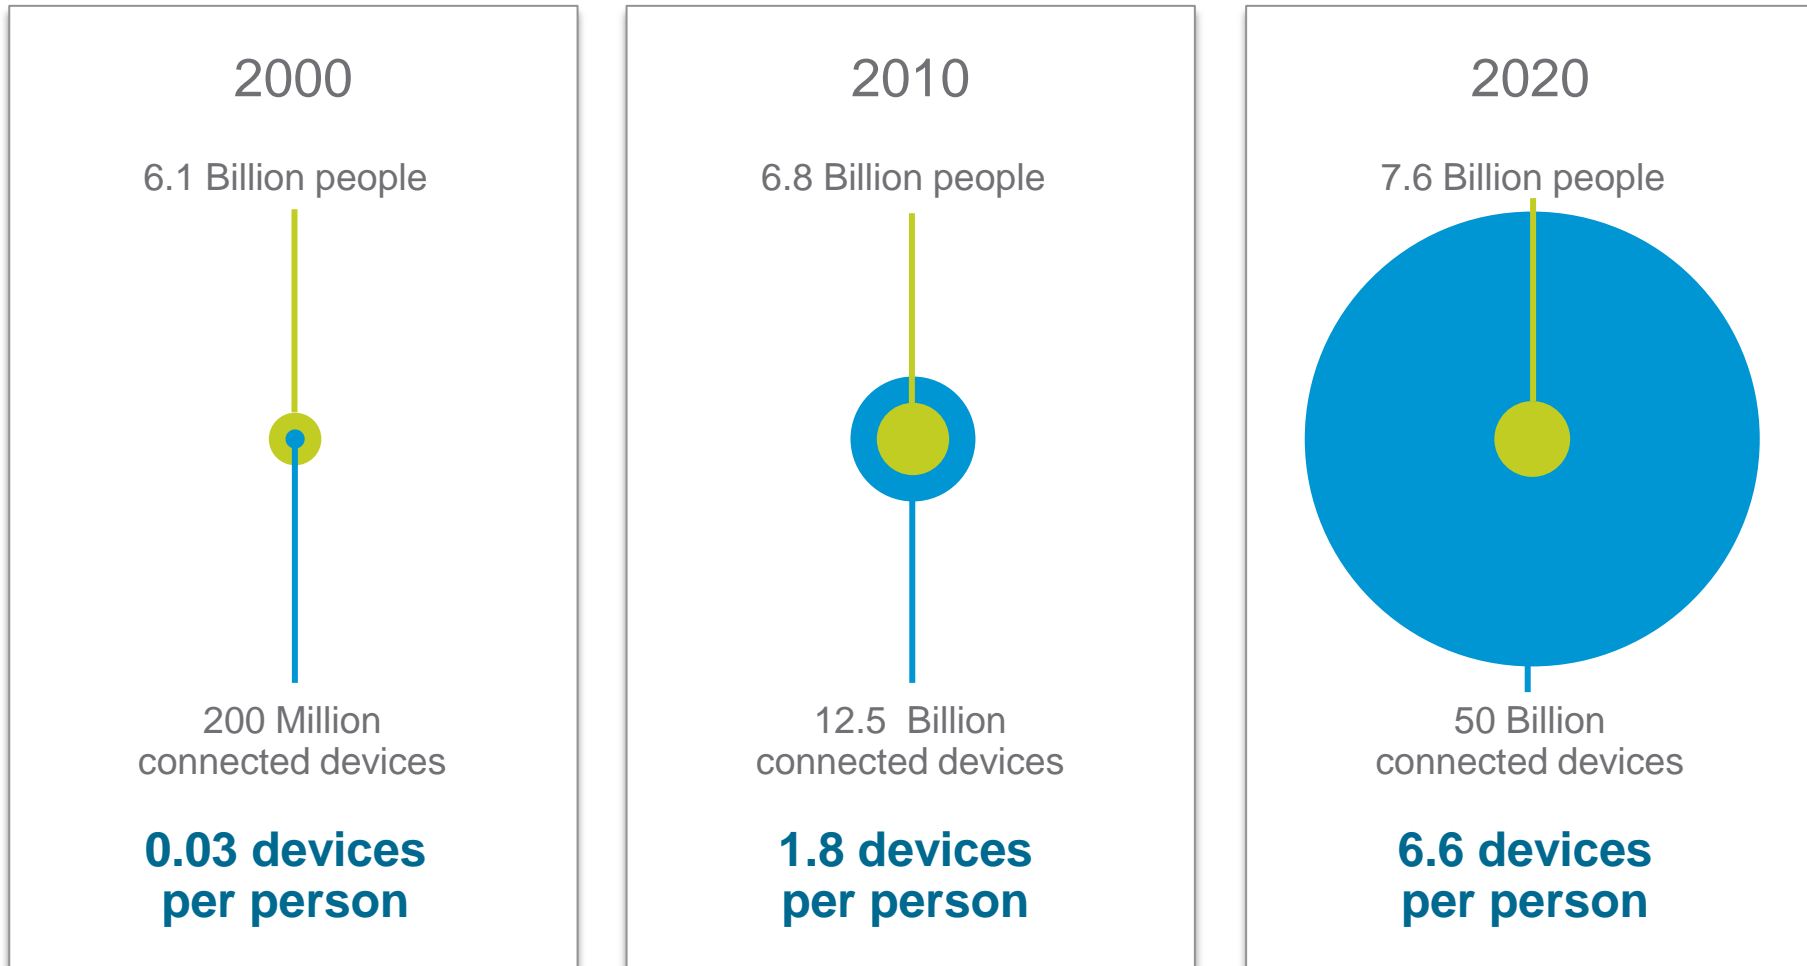 2000
6.1 Billion people
200 Million
connected devices
0.03 devices
per person
2010
6.8 Billion people
12.5  Billion
connected devices
1.8 devices
per person
2020
7.6 Billion people
50 Billion
connected devices
6.6 devices
per person